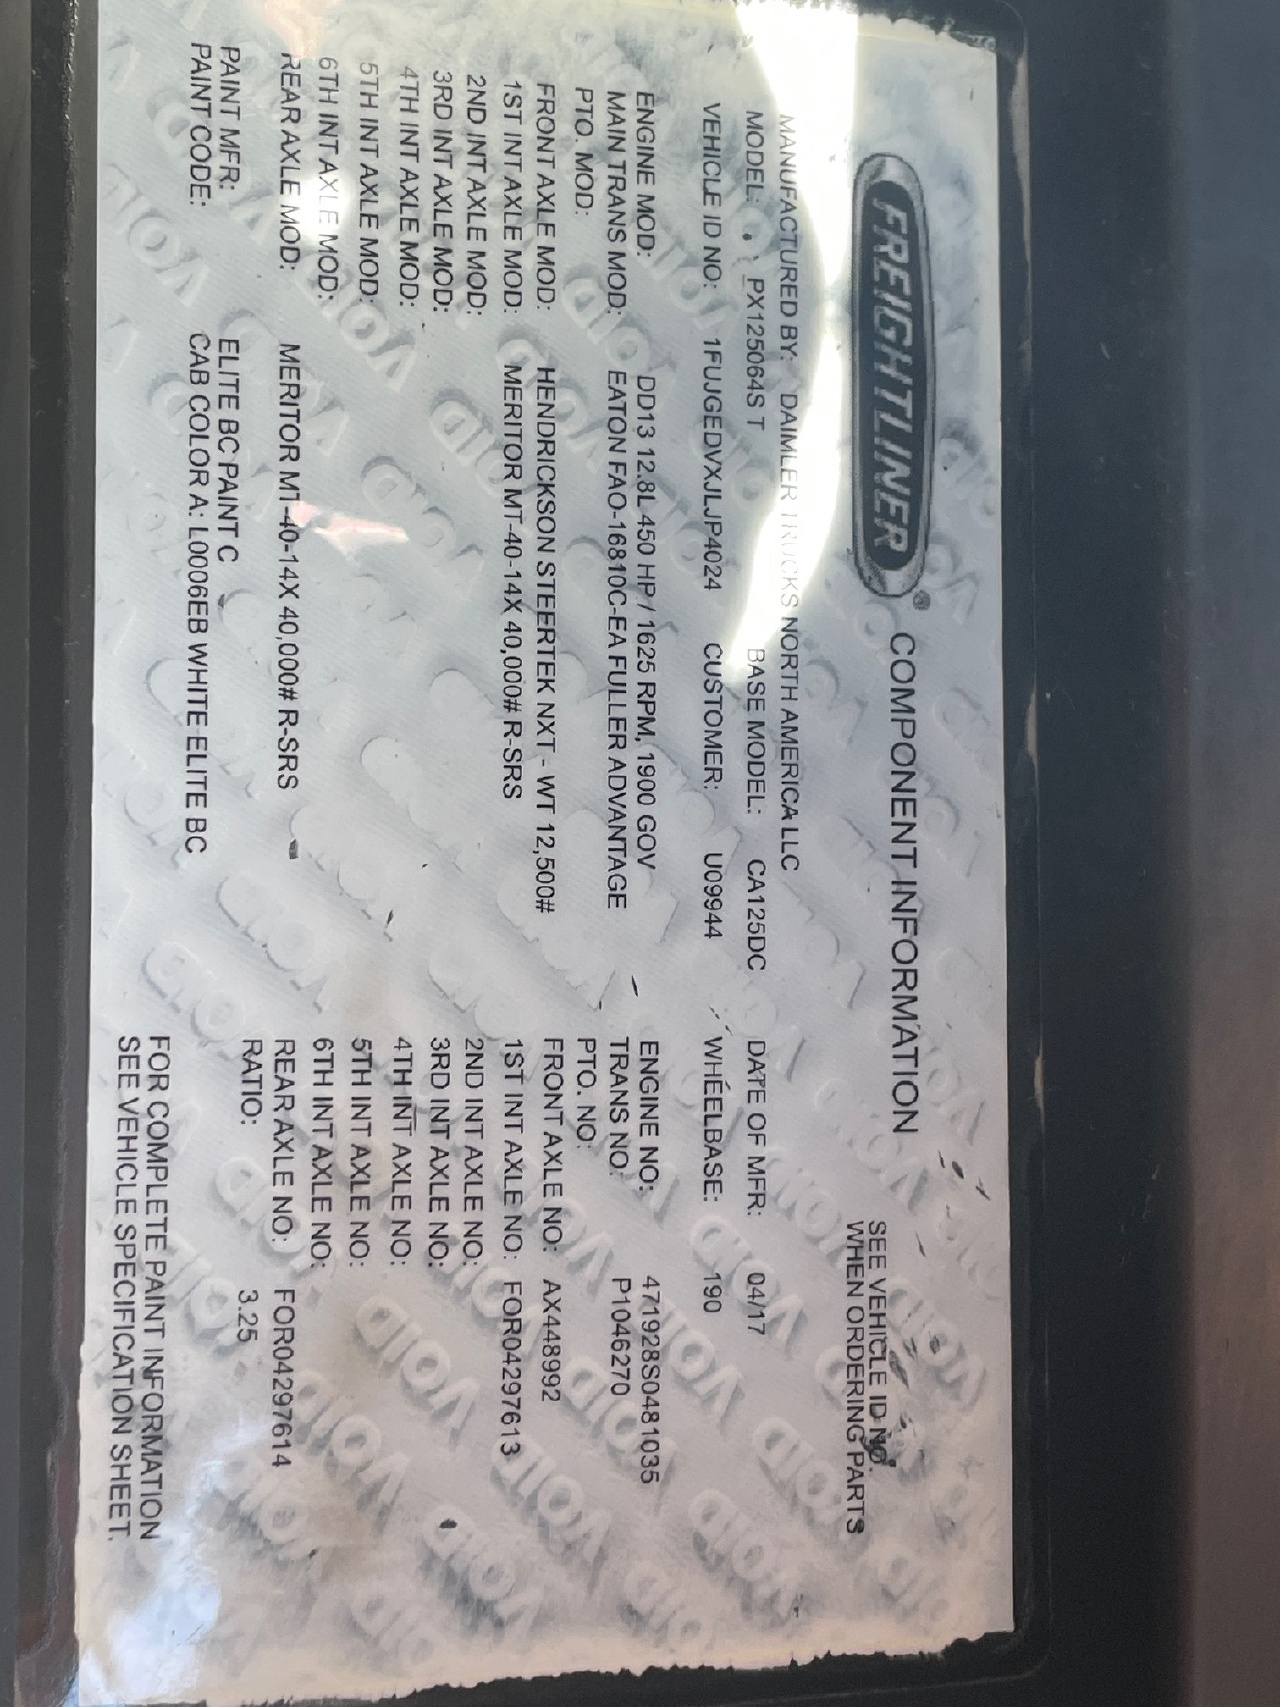 FREIGHTLINER® COMPONENT INFORMATION
SEE VEHICLE ID NO.
WHEN ORDERING PARTS
MANUFACTURED BY: DAIMLER TRUCKS NORTH AMERICA LLC
MODEL: PX125064S T BASE MODEL: CA125DC DATE OF MFR: 04/17
VEHICLE ID NO: 1FUJGEDVXJLJP4024 CUSTOMER: U09944 WHEELBASE: 190
ENGINE MOD: DD13 12.8L 450 HP / 1625 RPM, 1900 GOV ENGINE NO: 471928S0481035
MAIN TRANS MOD: EATON FAO-16810C-EA FULLER ADVANTAGE TRANS NO: P1046270
PTO. MOD: PTO. NO:
FRONT AXLE MOD: HENDRICKSON STEERTEK NXT - WT 12,500# FRONT AXLE NO: AX448992
1ST INT AXLE MOD: MERITOR MT-40-14X 40,000# R-SRS 1ST INT AXLE NO: FOR04297613
2ND INT AXLE MOD: 2ND INT AXLE NO:
3RD INT AXLE MOD: 3RD INT AXLE NO:
4TH INT AXLE MOD: 4TH INT AXLE NO:
5TH INT AXLE MOD: 5TH INT AXLE NO:
6TH INT AXLE MOD: 6TH INT AXLE NO:
REAR AXLE MOD: MERITOR MT-40-14X 40,000# R-SRS REAR AXLE NO: FOR04297614
RATIO: 3.25
PAINT MFR: ELITE BC PAINT C
PAINT CODE: CAB COLOR A: L0006EB WHITE ELITE BC
FOR COMPLETE PAINT INFORMATION
SEE VEHICLE SPECIFICATION SHEET.